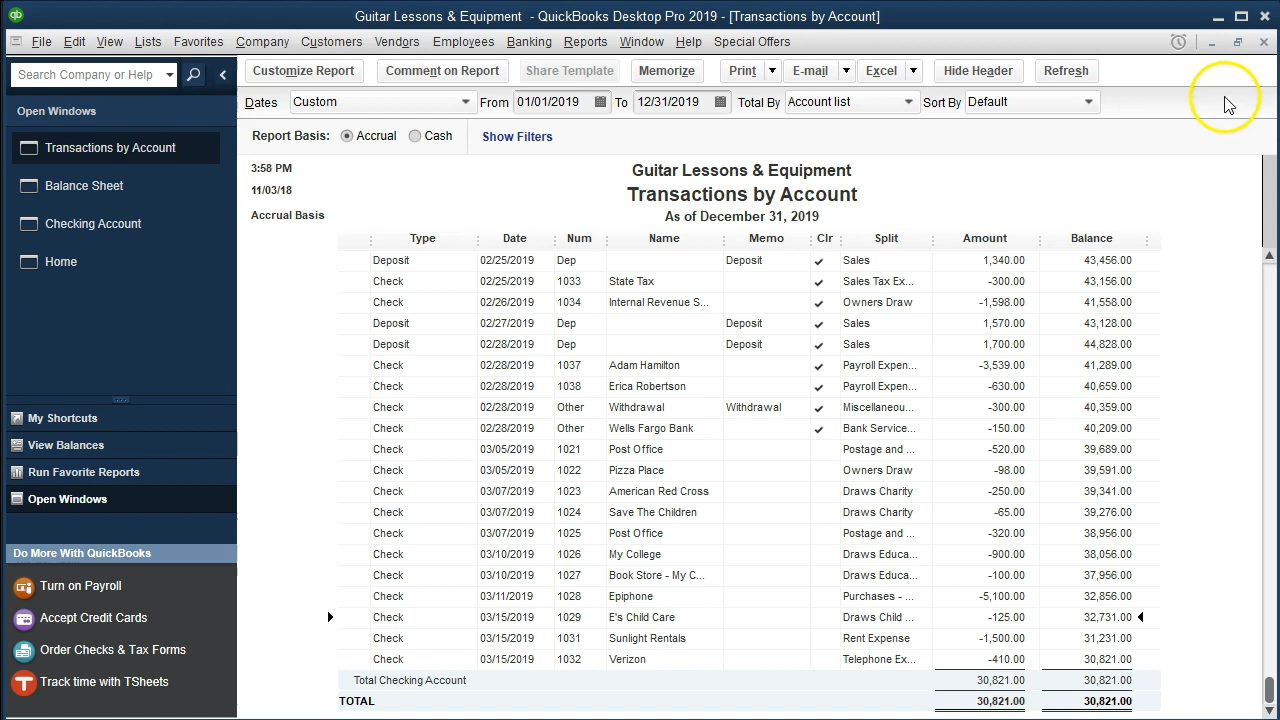 Guitar Lessons & Equipment - QuickBooks Desktop Pro 2019 - [Transactions by Account]
File Edit View Lists Favorites Company Customers Vendors Employees Banking Reports Window Help Special Offers
Search Company or Help
Customize Report Comment on Report Share Template Memorize Print E-mail Excel Hide Header Refresh
Open Windows
Dates Custom From 01/01/2019 To 12/31/2019 Total By Account list Sort By Default
Transactions by Account
Balance Sheet
Checking Account
Home
My Shortcuts
View Balances
Run Favorite Reports
Open Windows
Do More With QuickBooks
Turn on Payroll
Accept Credit Cards
Order Checks & Tax Forms
Track time with TSheets
Report Basis: Accrual Cash Show Filters
3:58 PM
11/03/18
Accrual Basis
Guitar Lessons & Equipment
Transactions by Account
As of December 31, 2019
Type Date Num Name Memo Clr Split Amount Balance
Deposit 02/25/2019 Dep Deposit ✓ Sales 1,340.00 43,456.00
Check 02/25/2019 1033 State Tax ✓ Sales Tax Ex... -300.00 43,156.00
Check 02/26/2019 1034 Internal Revenue S... ✓ Owners Draw -1,598.00 41,558.00
Deposit 02/27/2019 Dep Deposit ✓ Sales 1,570.00 43,128.00
Deposit 02/28/2019 Dep Deposit ✓ Sales 1,700.00 44,828.00
Check 02/28/2019 1037 Adam Hamilton ✓ Payroll Expen... -3,539.00 41,289.00
Check 02/28/2019 1038 Erica Robertson ✓ Payroll Expen... -630.00 40,659.00
Check 02/28/2019 Other Withdrawal Withdrawal ✓ Miscellaneou... -300.00 40,359.00
Check 02/28/2019 Other Wells Fargo Bank ✓ Bank Service... -150.00 40,209.00
Check 03/05/2019 1021 Post Office Postage and ... -520.00 39,689.00
Check 03/05/2019 1022 Pizza Place Owners Draw -98.00 39,591.00
Check 03/07/2019 1023 American Red Cross Draws Charity -250.00 39,341.00
Check 03/07/2019 1024 Save The Children Draws Charity -65.00 39,276.00
Check 03/07/2019 1025 Post Office Postage and ... -320.00 38,956.00
Check 03/10/2019 1026 My College Draws Educa... -900.00 38,056.00
Check 03/10/2019 1027 Book Store - My C... Draws Educa... -100.00 37,956.00
Check 03/11/2019 1028 Epiphone Purchases - ... -5,100.00 32,856.00
Check 03/15/2019 1029 E's Child Care Draws Child ... -125.00 32,731.00
Check 03/15/2019 1031 Sunlight Rentals Rent Expense -1,500.00 31,231.00
Check 03/15/2019 1032 Verizon Telephone Ex... -410.00 30,821.00
Total Checking Account 30,821.00 30,821.00
TOTAL 30,821.00 30,821.00